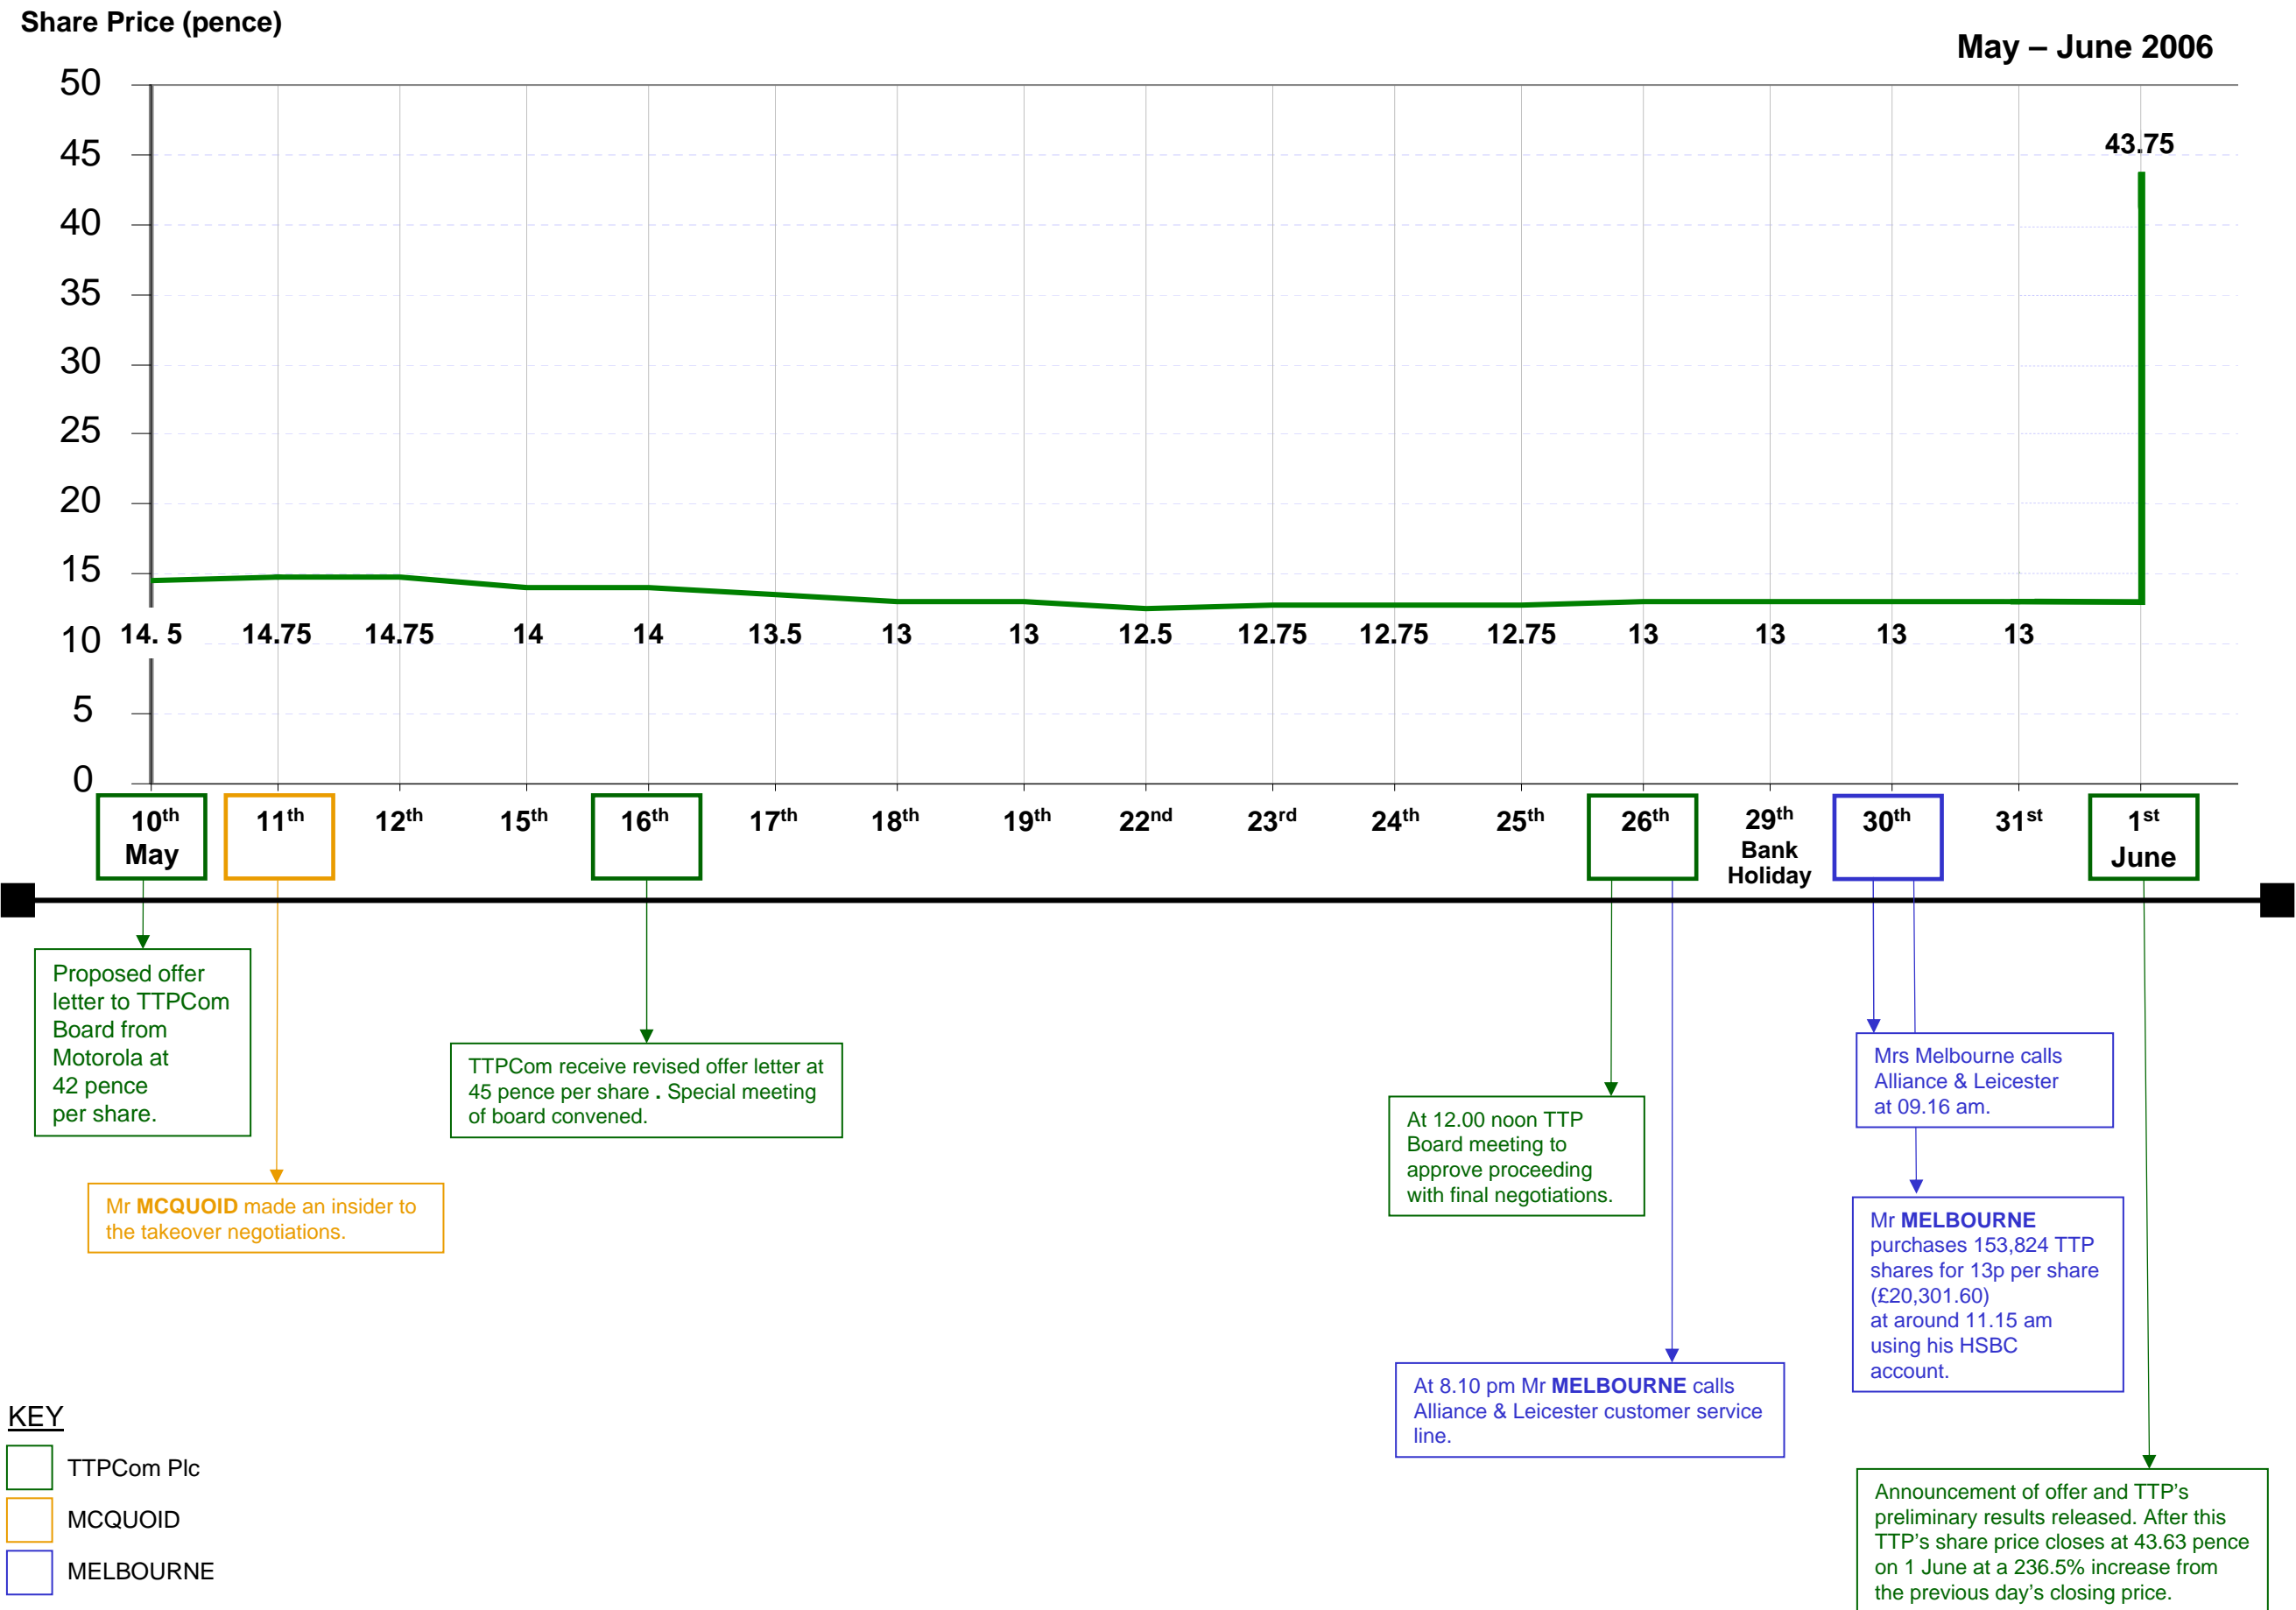 Share Price (pence)
May – June 2006
50
45
40
35
30
25
20
15
10
5
0
43.75
14. 5 14.75 14.75 14 14 13.5 13 13 12.5 12.75 12.75 12.75 13 13 13 13
10th 11th 12th 15th 16th 17th 18th 19th 22nd 23rd 24th 25th 26th 29th 30th 31st 1st
May Bank June
Holiday
Proposed offer
letter to TTPCom
Board from
Motorola at
42 pence
per share.
Mr MCQUOID made an insider to
the takeover negotiations.
TTPCom receive revised offer letter at
45 pence per share . Special meeting
of board convened.
At 12.00 noon TTP
Board meeting to
approve proceeding
with final negotiations.
At 8.10 pm Mr MELBOURNE calls
Alliance & Leicester customer service
line.
Mrs Melbourne calls
Alliance & Leicester
at 09.16 am.
Mr MELBOURNE
purchases 153,824 TTP
shares for 13p per share
(£20,301.60)
at around 11.15 am
using his HSBC
account.
Announcement of offer and TTP’s
preliminary results released. After this
TTP’s share price closes at 43.63 pence
on 1 June at a 236.5% increase from
the previous day’s closing price.
KEY
TTPCom Plc
MCQUOID
MELBOURNE